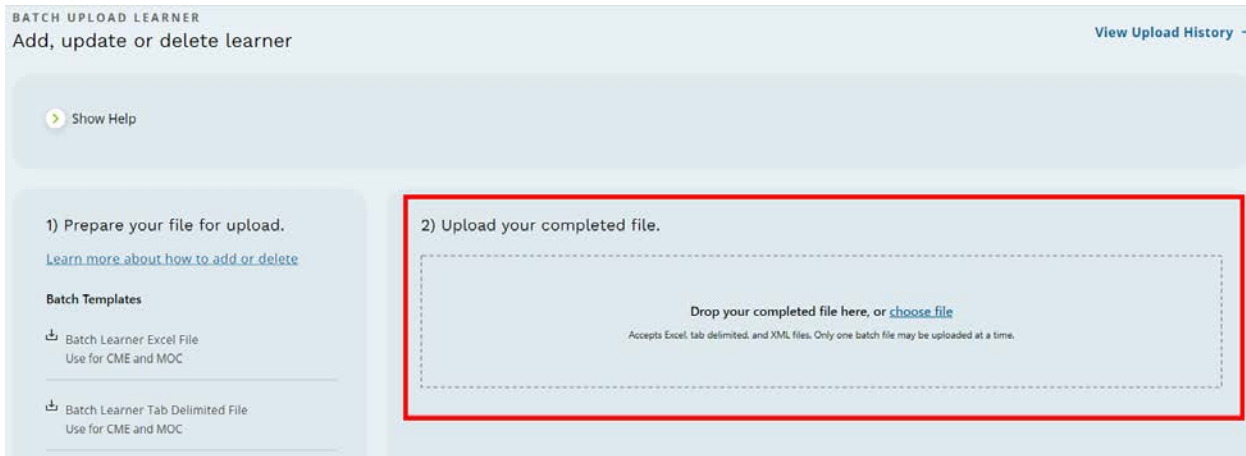 BATCH UPLOAD LEARNER
Add, update or delete learner
View Upload History
Show Help
1) Prepare your file for upload.
Learn more about how to add or delete
Batch Templates
Batch Learner Excel File
Use for CME and MOC
Batch Learner Tab Delimited File
Use for CME and MOC
2) Upload your completed file.
Drop your completed file here, or choose file
Accepts Excel, tab delimited, and XML files. Only one batch file may be uploaded at a time.